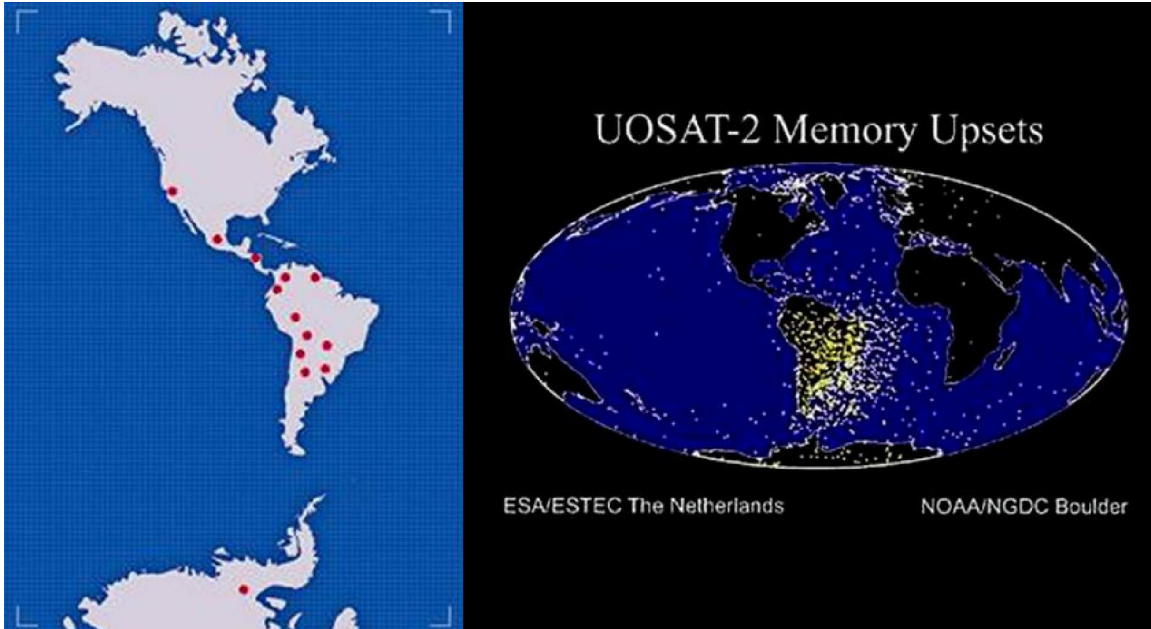 UOSAT-2 Memory Upsets
ESA/ESTEC The Netherlands
NOAA/NGDC Boulder